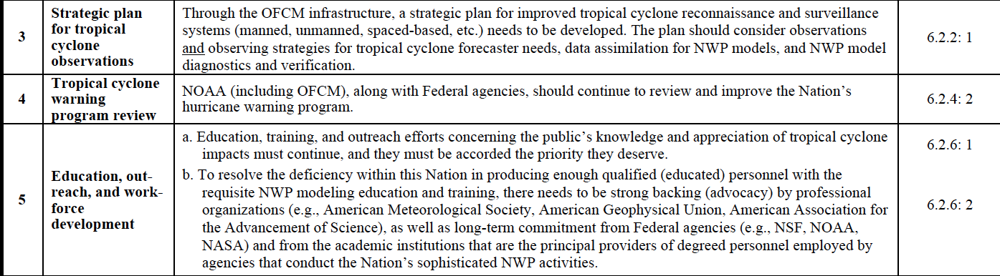 3
Strategic plan
for tropical
cyclone
observations
Through the OFCM infrastructure, a strategic plan for improved tropical cyclone reconnaissance and surveillance
systems (manned, unmanned, spaced-based, etc.) needs to be developed. The plan should consider observations
and observing strategies for tropical cyclone forecaster needs, data assimilation for NWP models, and NWP model
diagnostics and verification.
6.2.2: 1
4
Tropical cyclone
warning
program review
NOAA (including OFCM), along with Federal agencies, should continue to review and improve the Nation’s
hurricane warning program.
6.2.4: 2
5
Education, out-
reach, and work-
force
development
a. Education, training, and outreach efforts concerning the public’s knowledge and appreciation of tropical cyclone
impacts must continue, and they must be accorded the priority they deserve.
6.2.6: 1
b. To resolve the deficiency within this Nation in producing enough qualified (educated) personnel with the
requisite NWP modeling education and training, there needs to be strong backing (advocacy) by professional
organizations (e.g., American Meteorological Society, American Geophysical Union, American Association for
the Advancement of Science), as well as long-term commitment from Federal agencies (e.g., NSF, NOAA,
NASA) and from the academic institutions that are the principal providers of degreed personnel employed by
agencies that conduct the Nation’s sophisticated NWP activities.
6.2.6: 2